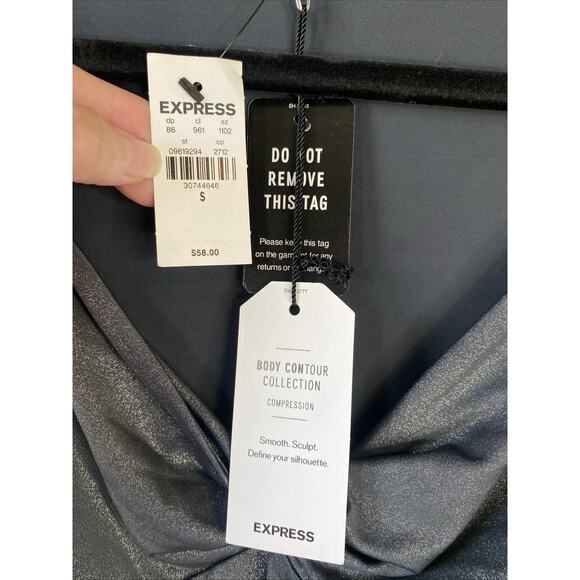 EXPRESS
dp cl sz
86 961 1102
st co
09619294 2712
30744646
S
$58.00
DO NOT
REMOVE
THIS TAG
Please keep this tag
on the garment for any
returns or
BODY CONTOUR
COLLECTION
COMPRESSION
Smooth. Sculpt.
Define your silhouette.
EXPRESS